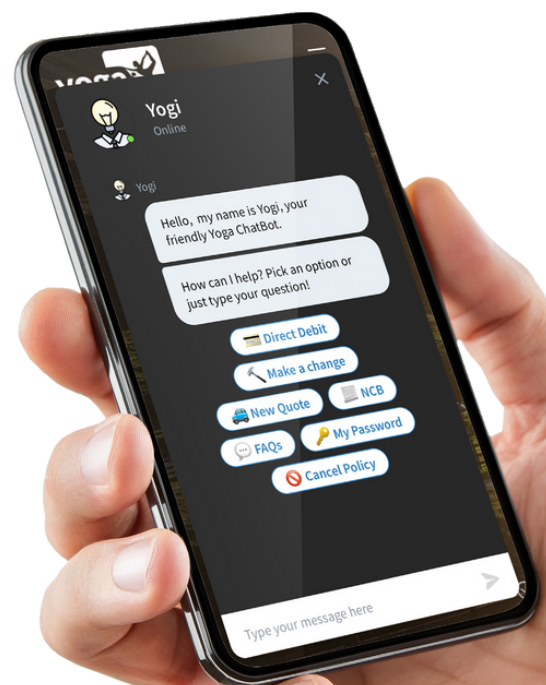 yoga
Yogi
Online
Yogi
Hello, my name is Yogi, your
friendly Yoga ChatBot.
How can I help? Pick an option or
just type your question!
Direct Debit
Make a change
New Quote
NCB
FAQs
My Password
Cancel Policy
Type your message here